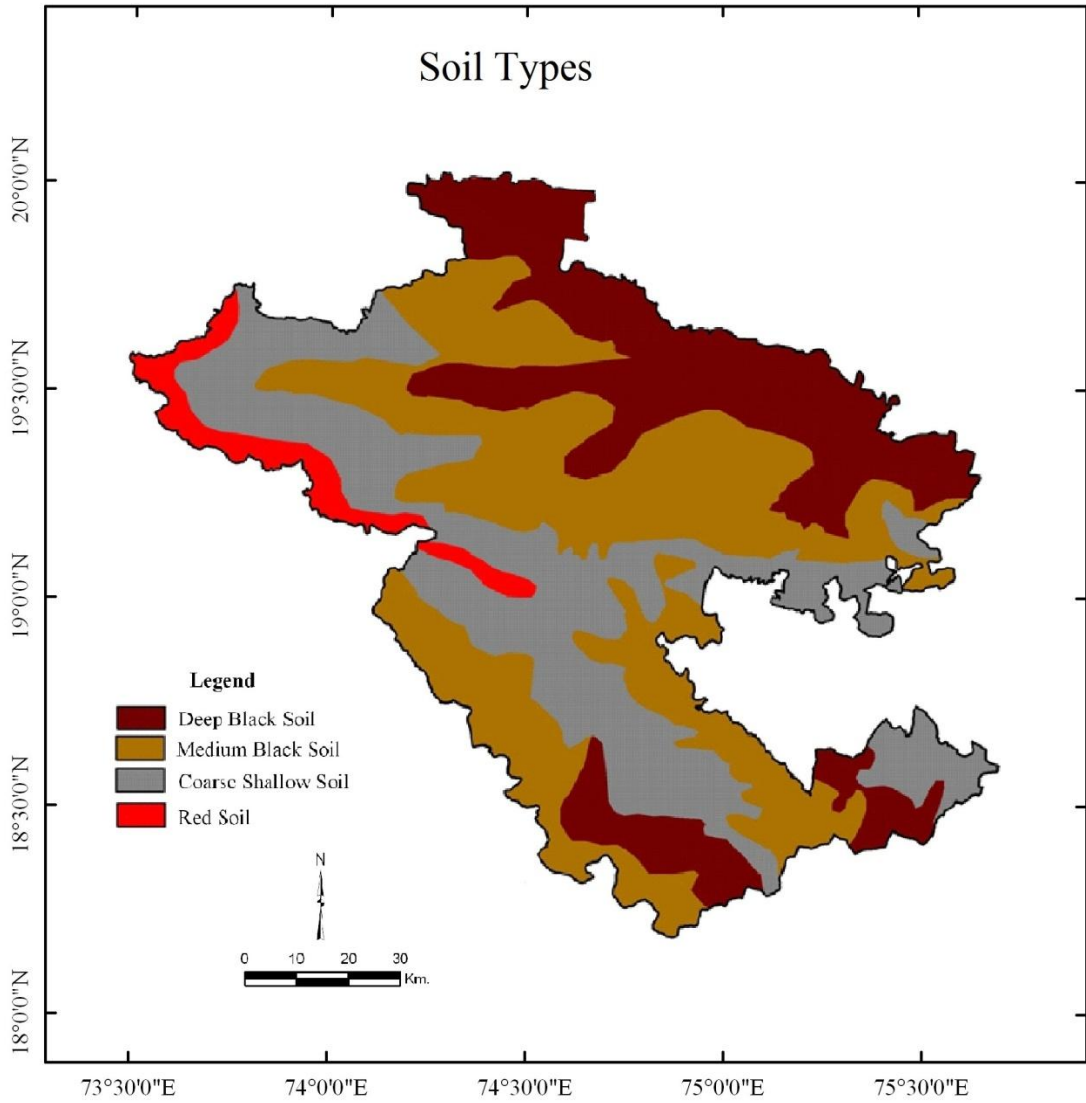 Soil Types
20°0'0"N
19°30'0"N
19°0'0"N
18°30'0"N
18°0'0"N
Legend
Deep Black Soil
Medium Black Soil
Coarse Shallow Soil
Red Soil
N
0 10 20 30
Km.
73°30'0"E 74°0'0"E 74°30'0"E 75°0'0"E 75°30'0"E